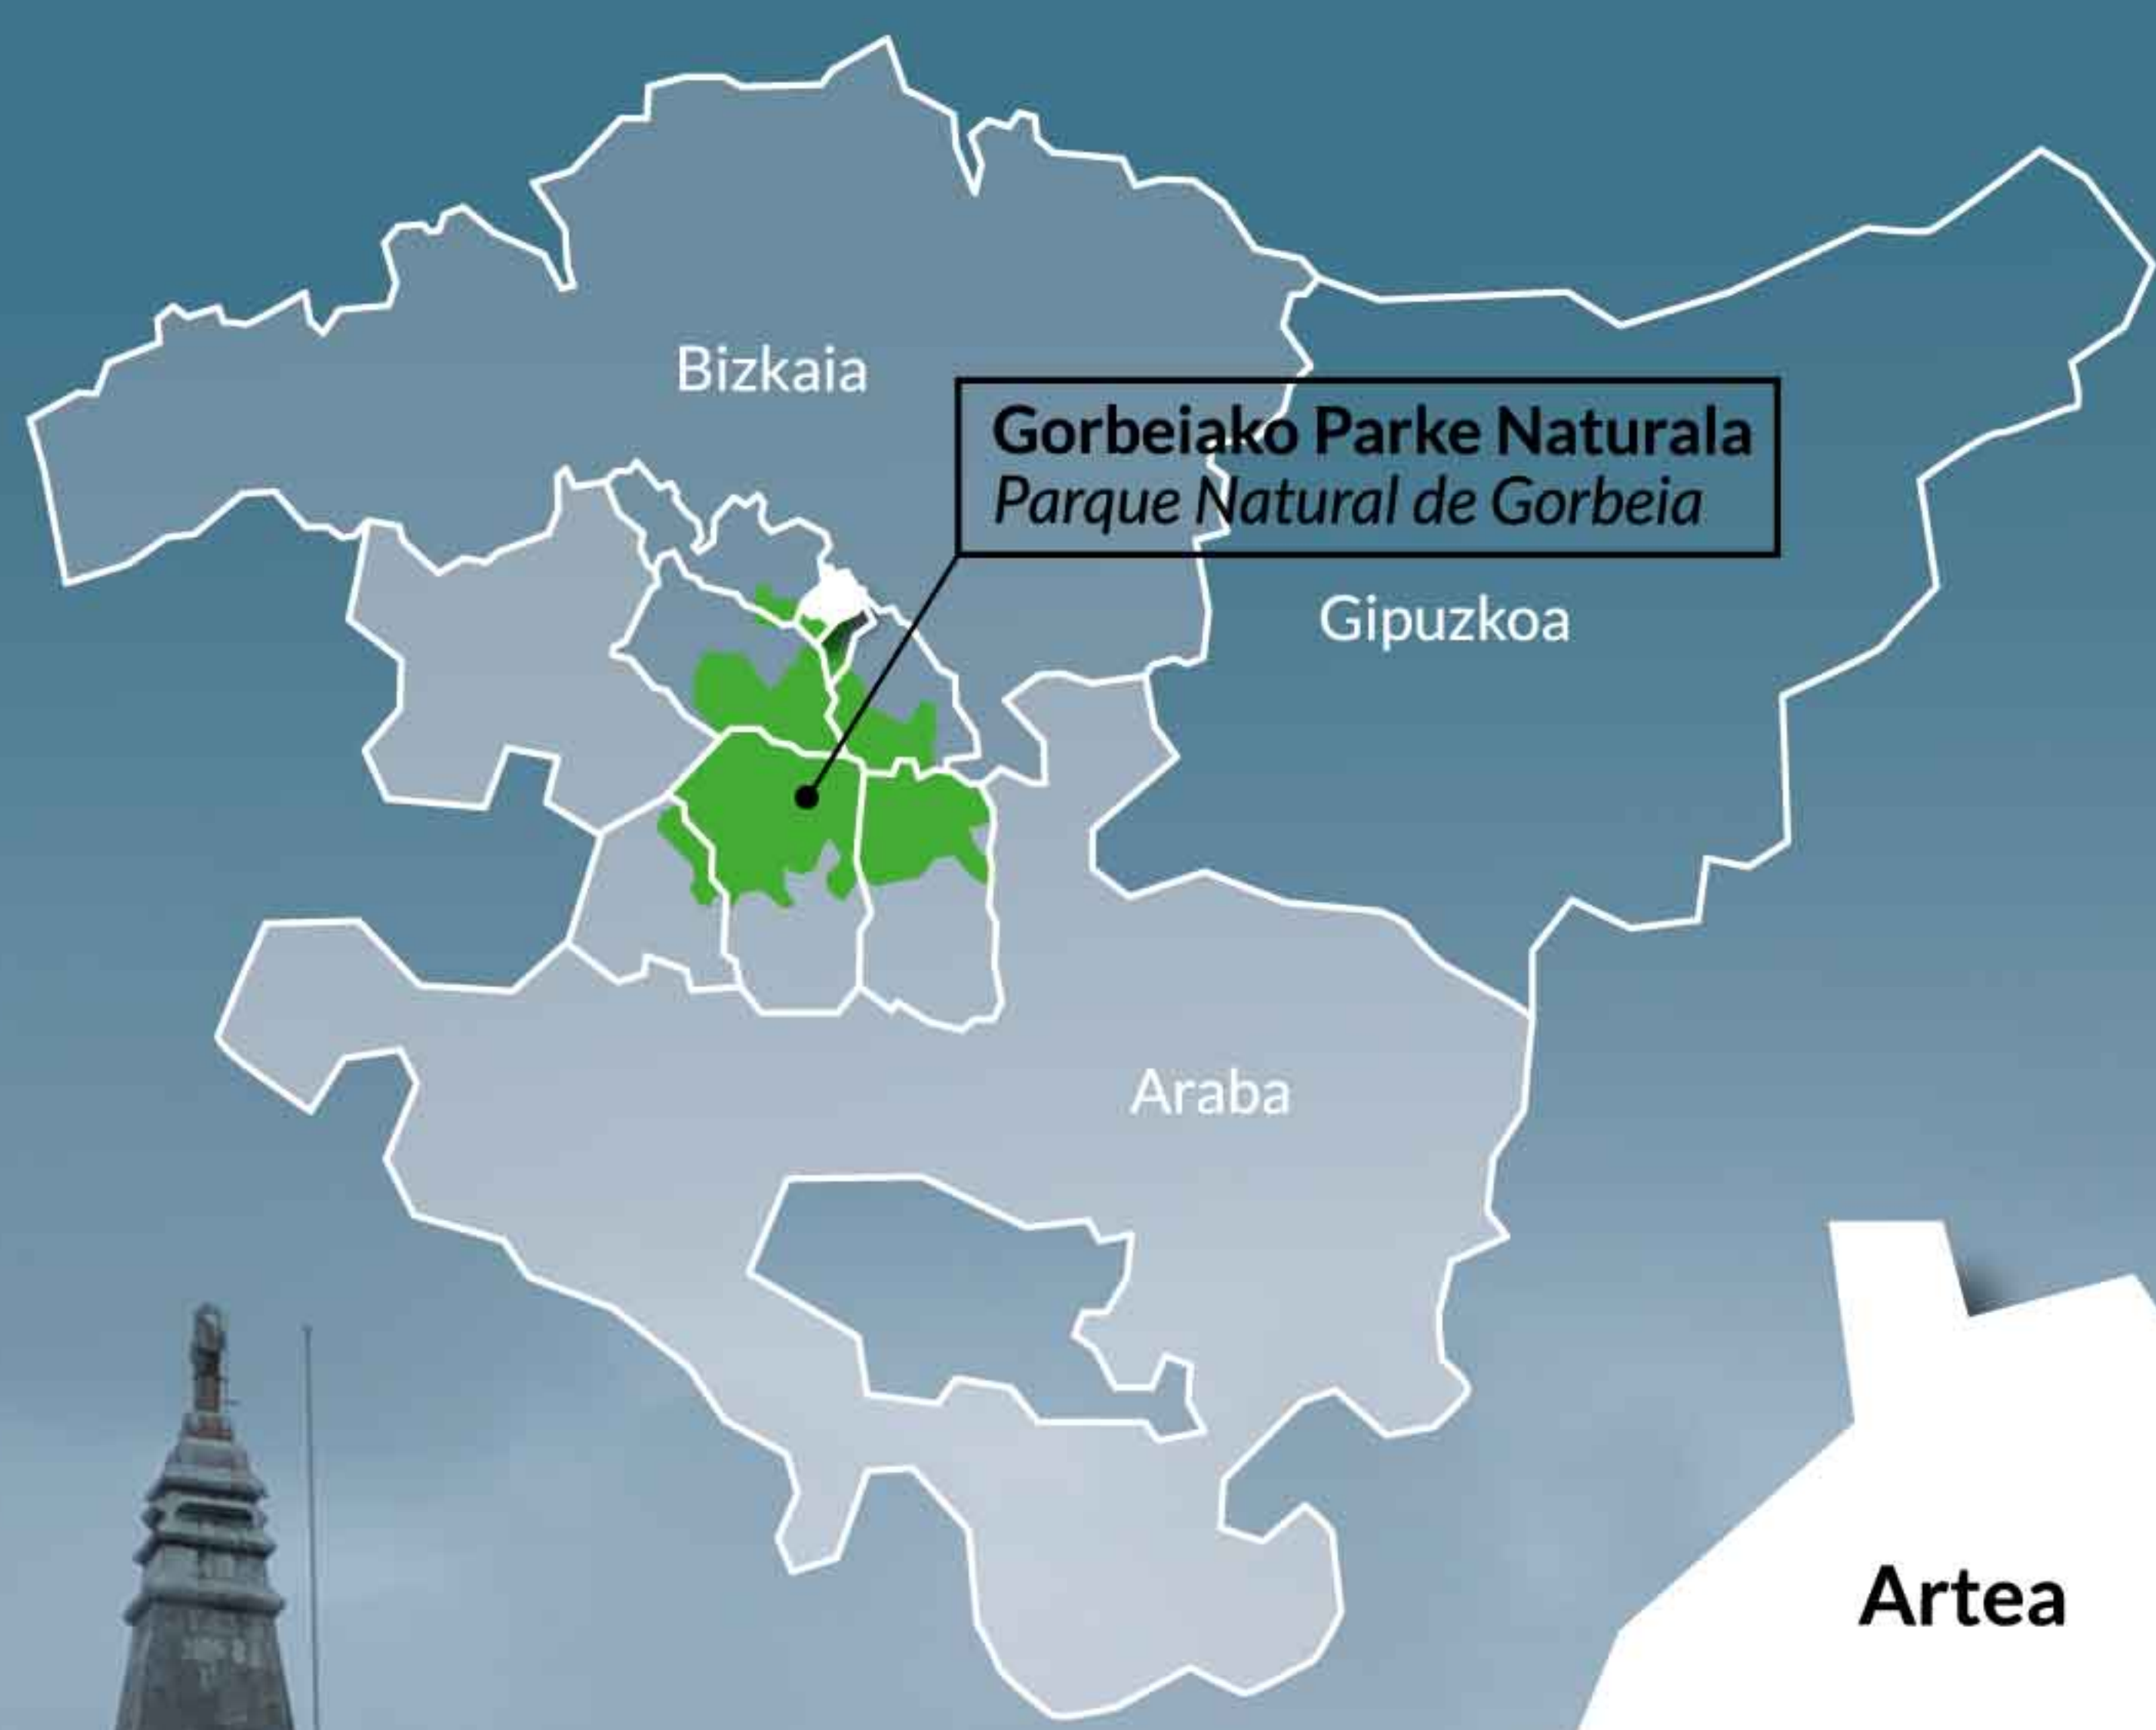 Bizkaia
Gorbeiako Parke Naturala
Parque Natural de Gorbeia
Gipuzkoa
Araba
Artea